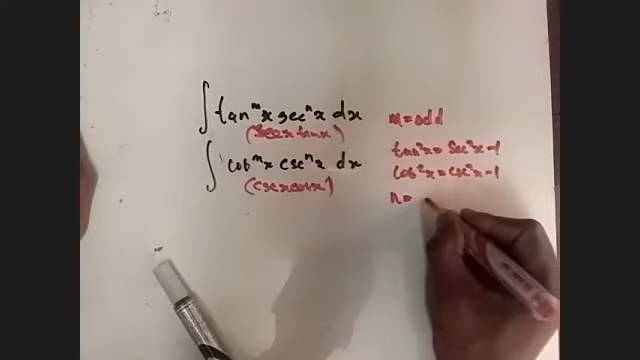 ∫ tan^m x sec^n x dx
(sec x tan x)
∫ cot^m x csc^n x dx
(csc x cot x)
m = odd
tan²x = sec²x - 1
cot²x = csc²x - 1
n =